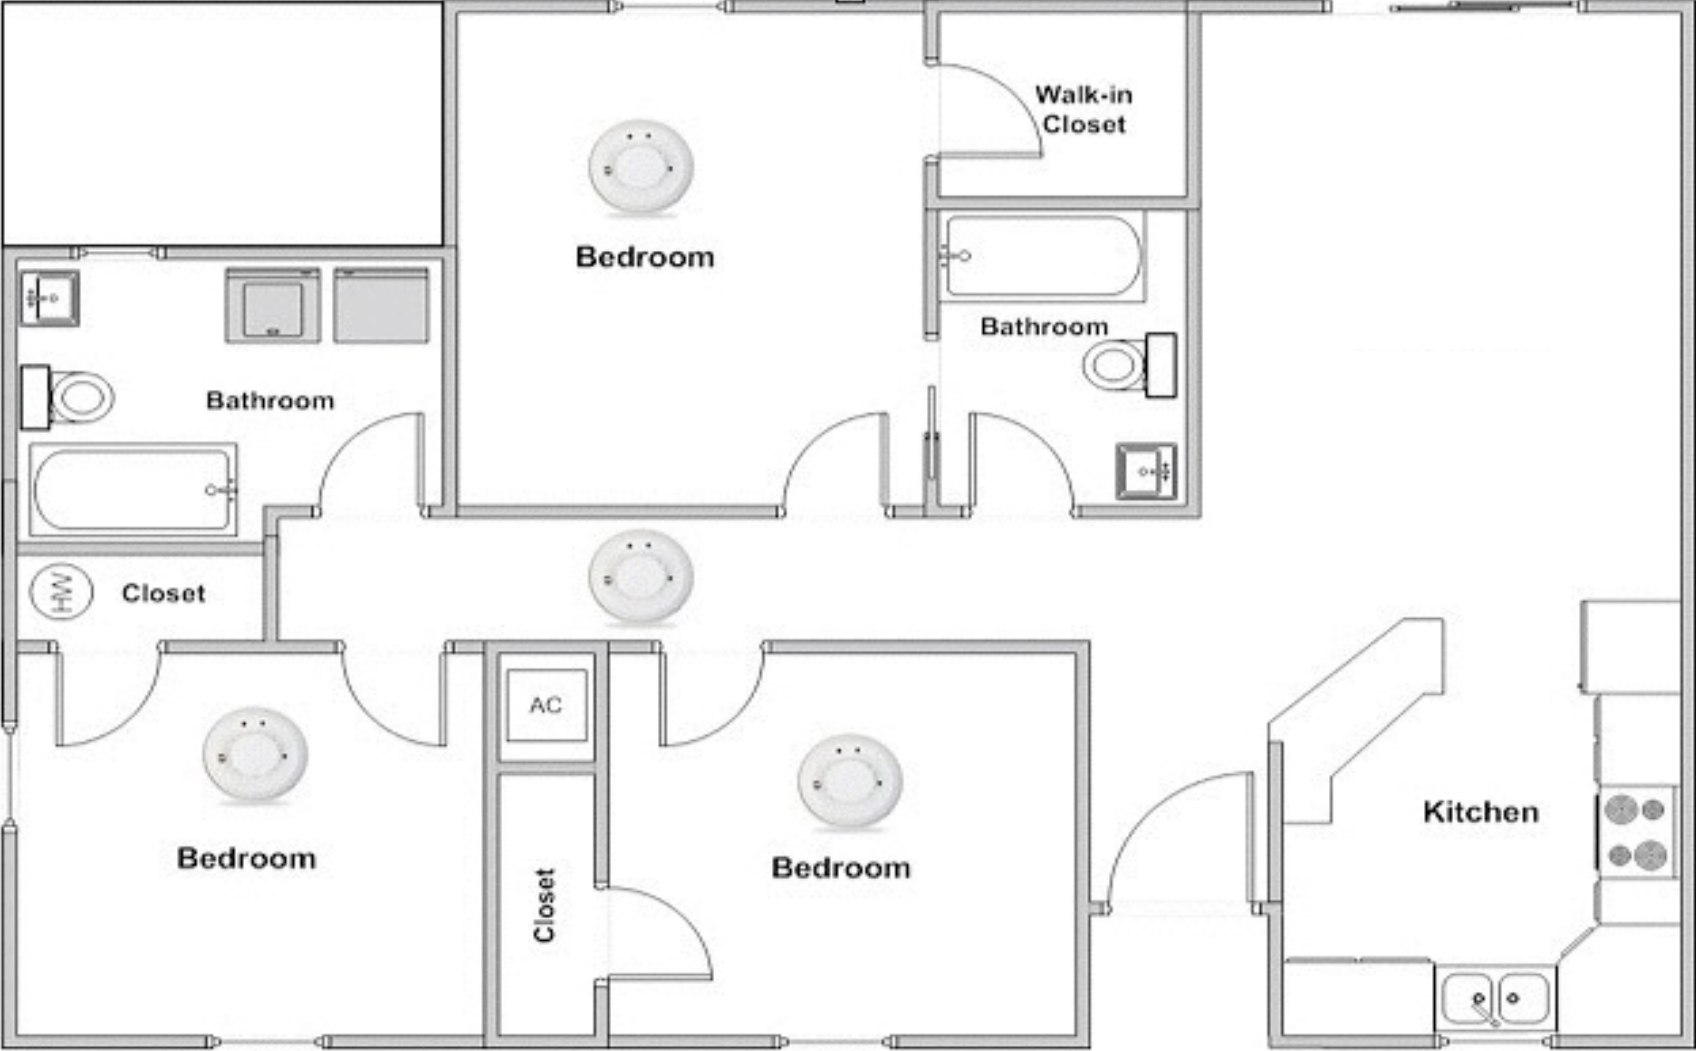 Walk-in
Closet
Bedroom
Bathroom
Bathroom
HW
Closet
AC
Kitchen
Bedroom
Bedroom
Closet